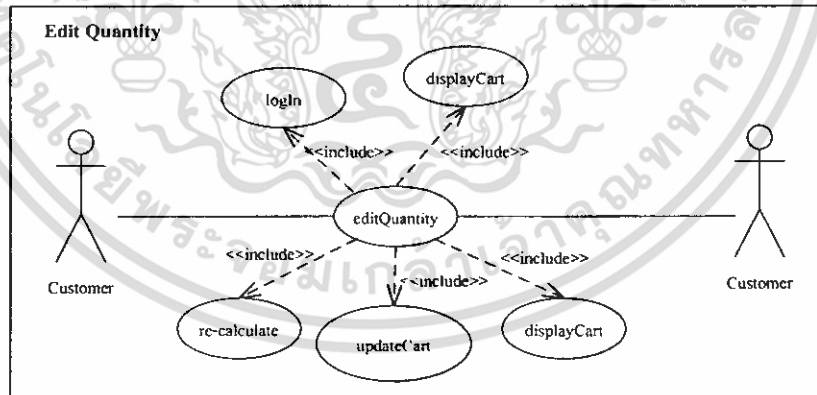 Edit Quantity
logIn
displayCart
<<include>>
<<include>>
editQuantity
<<include>>
<<include>>
<<include>>
Customer
Customer
re-calculate
updateCart
displayCart